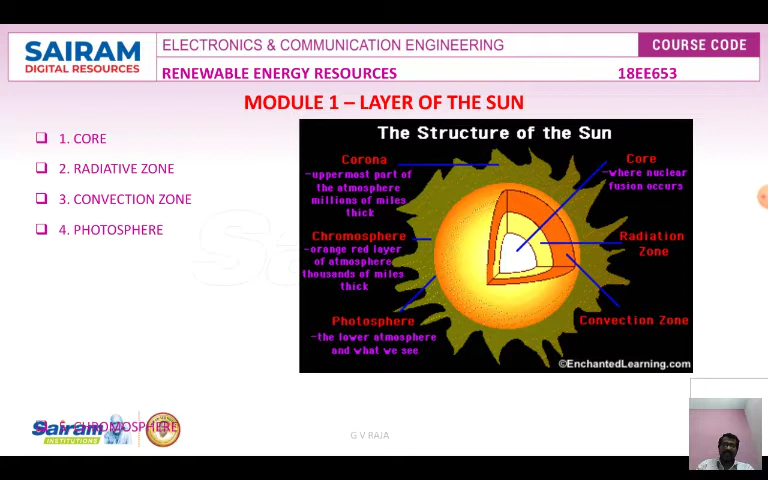 SAIRAM
DIGITAL RESOURCES
ELECTRONICS & COMMUNICATION ENGINEERING
COURSE CODE
RENEWABLE ENERGY RESOURCES
18EE653
MODULE 1 – LAYER OF THE SUN
1. CORE
2. RADIATIVE ZONE
3. CONVECTION ZONE
4. PHOTOSPHERE
The Structure of the Sun
Corona
-uppermost part of
the atmosphere
millions of miles
thick
Core
-where nuclear
fusion occurs
Chromosphere
-orange red layer
of atmosphere
thousands of miles
thick
Radiation
Zone
Photosphere
-the lower atmosphere
and what we see
Convection Zone
©EnchantedLearning.com
5. CHROMOSPHERE
Sairam
INSTITUTIONS
G V RAJA